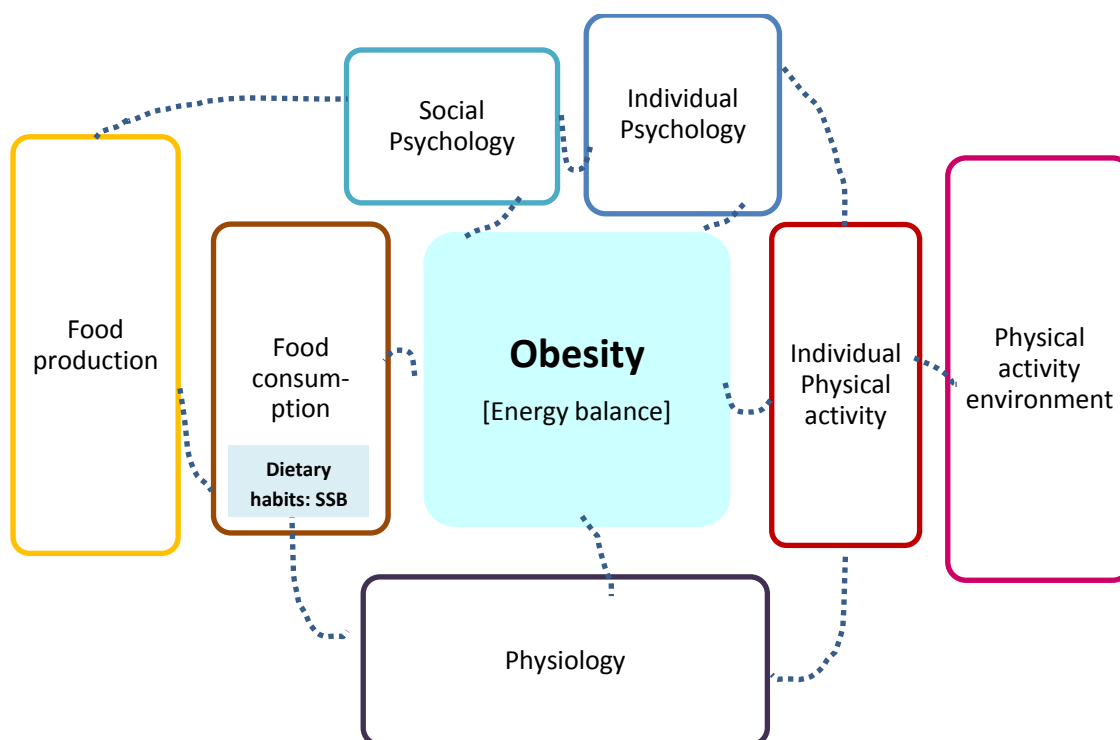 Social
Psychology
Individual
Psychology
Food
production
Food
consum-
ption
Dietary
habits: SSB
Obesity
[Energy balance]
Individual
Physical
activity
Physical
activity
environment
Physiology